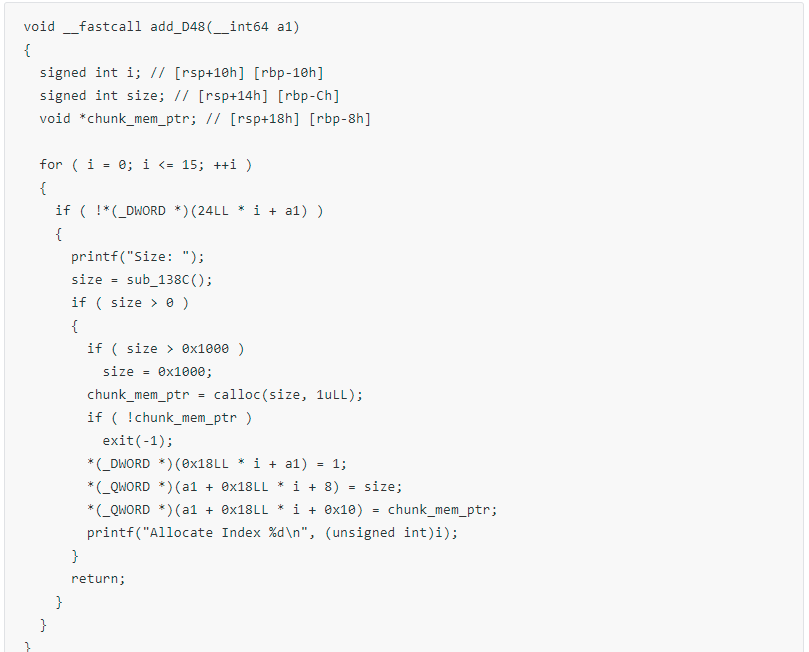 void __fastcall add_D48(__int64 a1)
{
  signed int i; // [rsp+10h] [rbp-10h]
  signed int size; // [rsp+14h] [rbp-Ch]
  void *chunk_mem_ptr; // [rsp+18h] [rbp-8h]

  for ( i = 0; i <= 15; ++i )
  {
    if ( !*(_DWORD *)(24LL * i + a1) )
    {
      printf("Size: ");
      size = sub_138C();
      if ( size > 0 )
      {
        if ( size > 0x1000 )
          size = 0x1000;
        chunk_mem_ptr = calloc(size, 1uLL);
        if ( !chunk_mem_ptr )
          exit(-1);
        *(_DWORD *)(0x18LL * i + a1) = 1;
        *(_QWORD *)(a1 + 0x18LL * i + 8) = size;
        *(_QWORD *)(a1 + 0x18LL * i + 0x10) = chunk_mem_ptr;
        printf("Allocate Index %d\n", (unsigned int)i);
      }
      return;
    }
  }
}